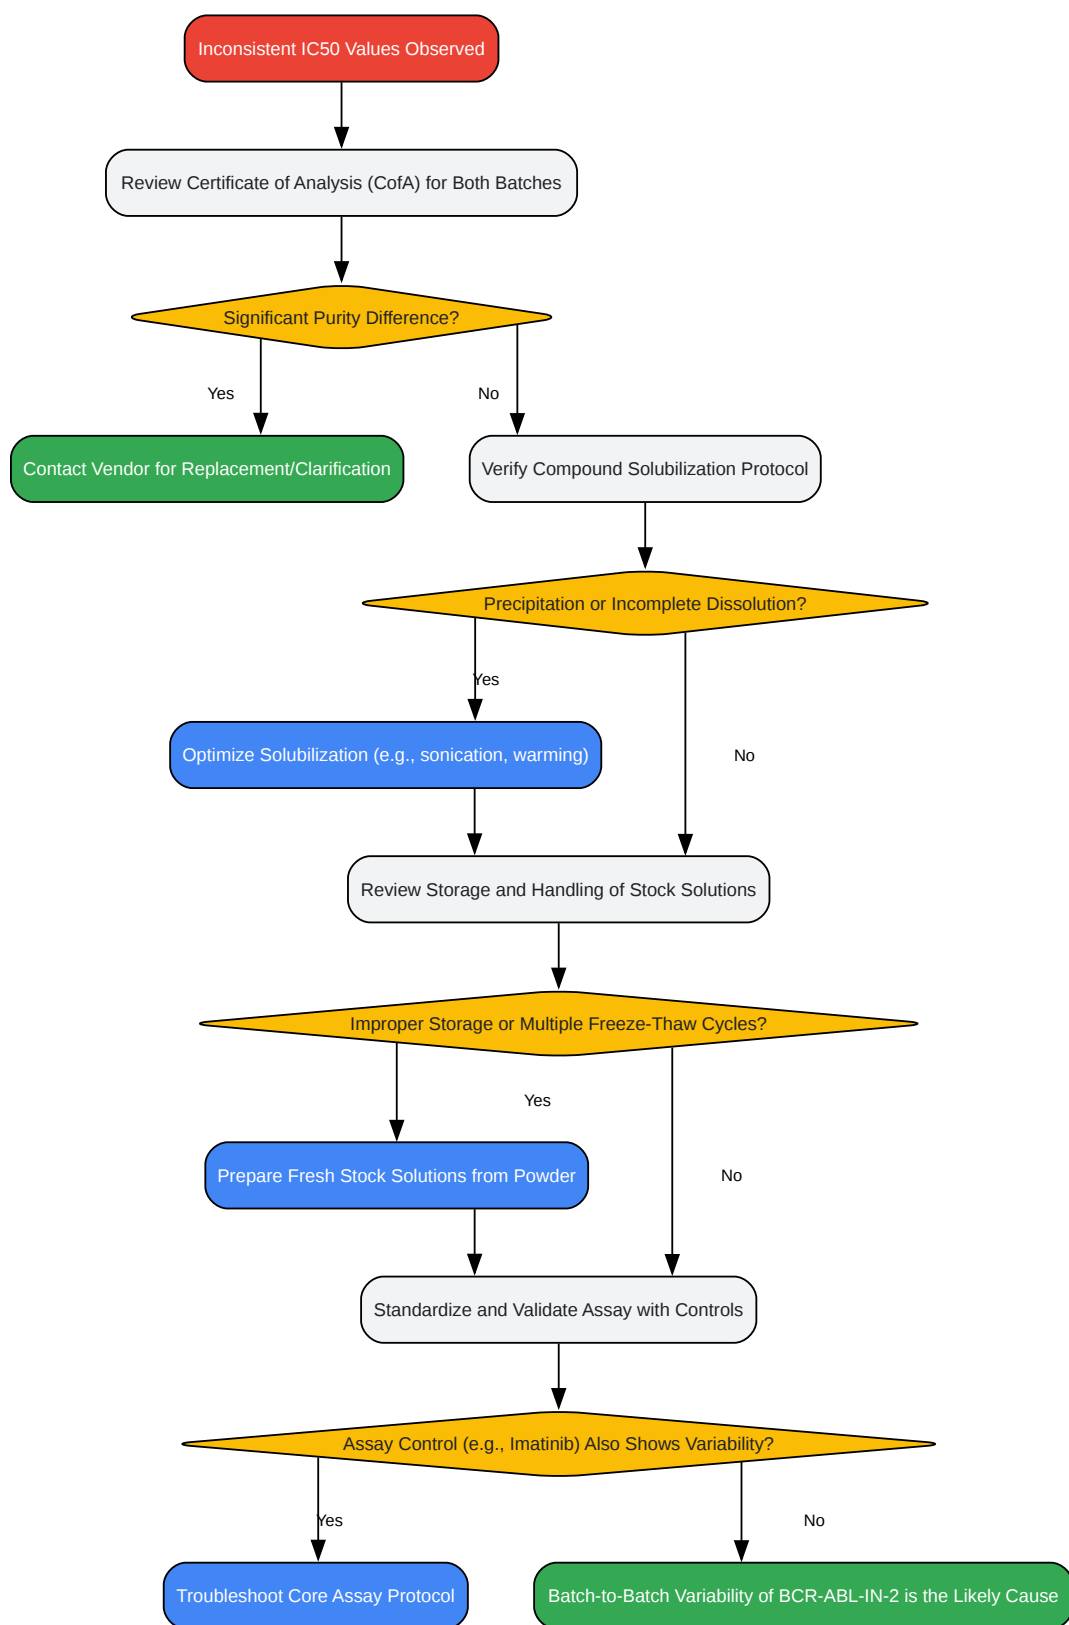 Inconsistent IC50 Values Observed
Review Certificate of Analysis (CofA) for Both Batches
Significant Purity Difference?
Yes
No
Contact Vendor for Replacement/Clarification
Verify Compound Solubilization Protocol
Precipitation or Incomplete Dissolution?
Yes
Optimize Solubilization (e.g., sonication, warming)
No
Review Storage and Handling of Stock Solutions
Improper Storage or Multiple Freeze-Thaw Cycles?
Yes
Prepare Fresh Stock Solutions from Powder
No
Standardize and Validate Assay with Controls
Assay Control (e.g., Imatinib) Also Shows Variability?
Yes
No
Troubleshoot Core Assay Protocol
Batch-to-Batch Variability of BCR-ABL-IN-2 is the Likely Cause